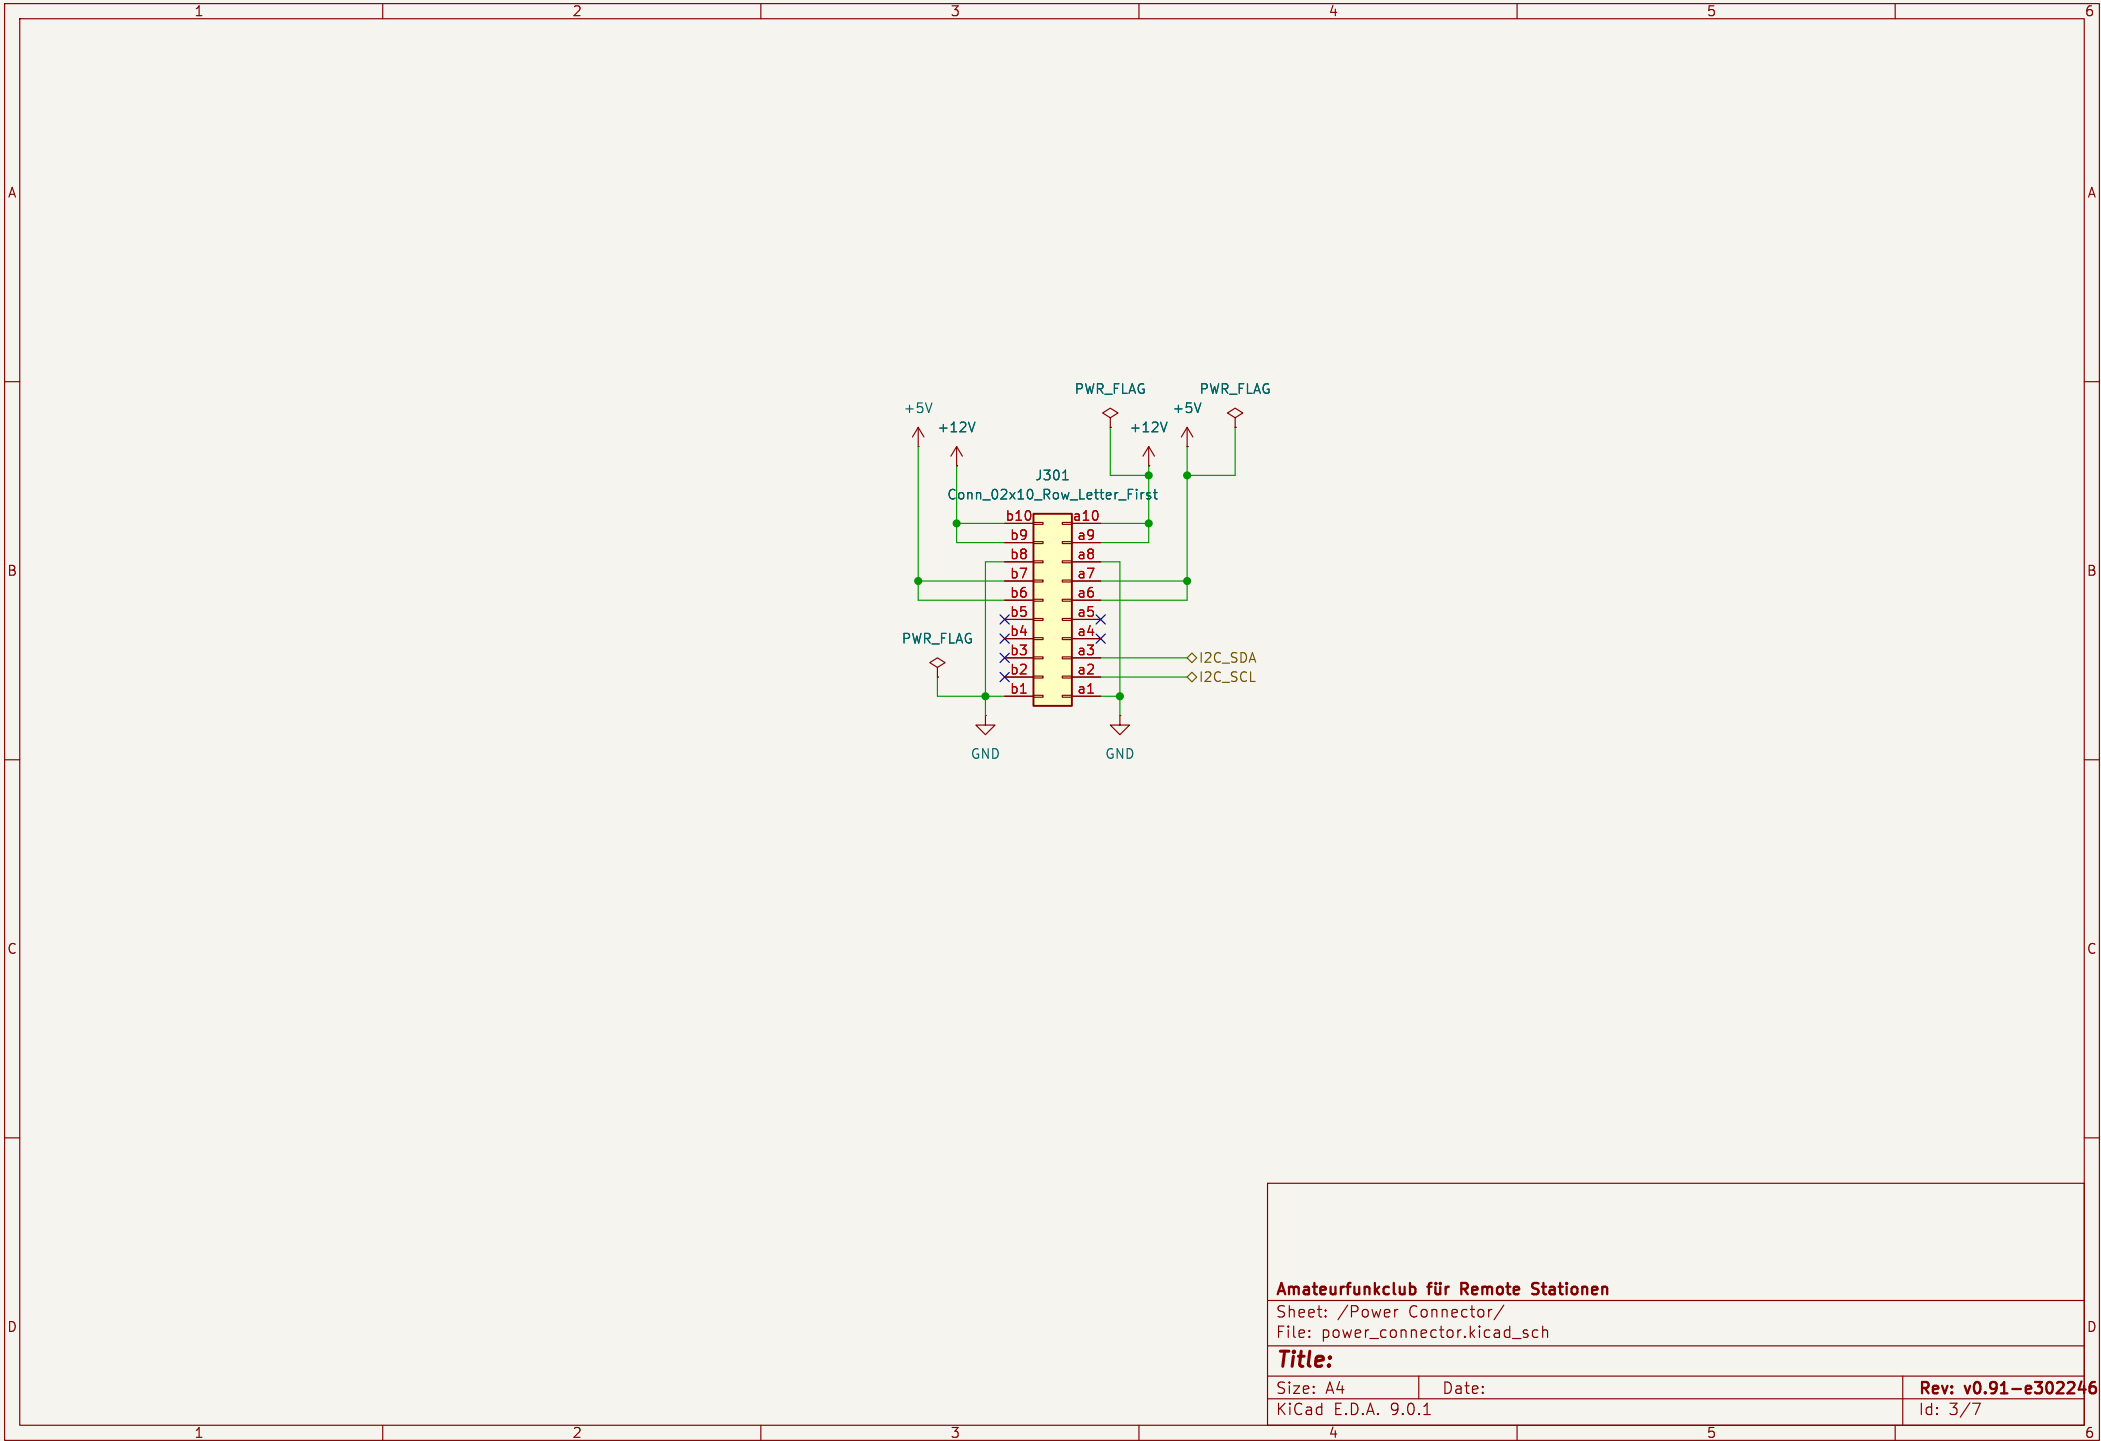 1 2 3 4 5 6
A A
PWR_FLAG PWR_FLAG
+5V +5V
+12V +12V
J301
Conn_02x10_Row_Letter_First
b10 a10
b9 a9
b8 a8
B B
b7 a7
b6 a6
b5 a5
b4 a4
PWR_FLAG
b3 a3 I2C_SDA
b2 a2 I2C_SCL
b1 a1
GND GND
C C
Amateurfunkclub für Remote Stationen
Sheet: /Power Connector/
File: power_connector.kicad_sch
D D
Title:
Size: A4 Date: Rev: v0.91-e302246
KiCad E.D.A. 9.0.1 Id: 3/7
1 2 3 4 5 6